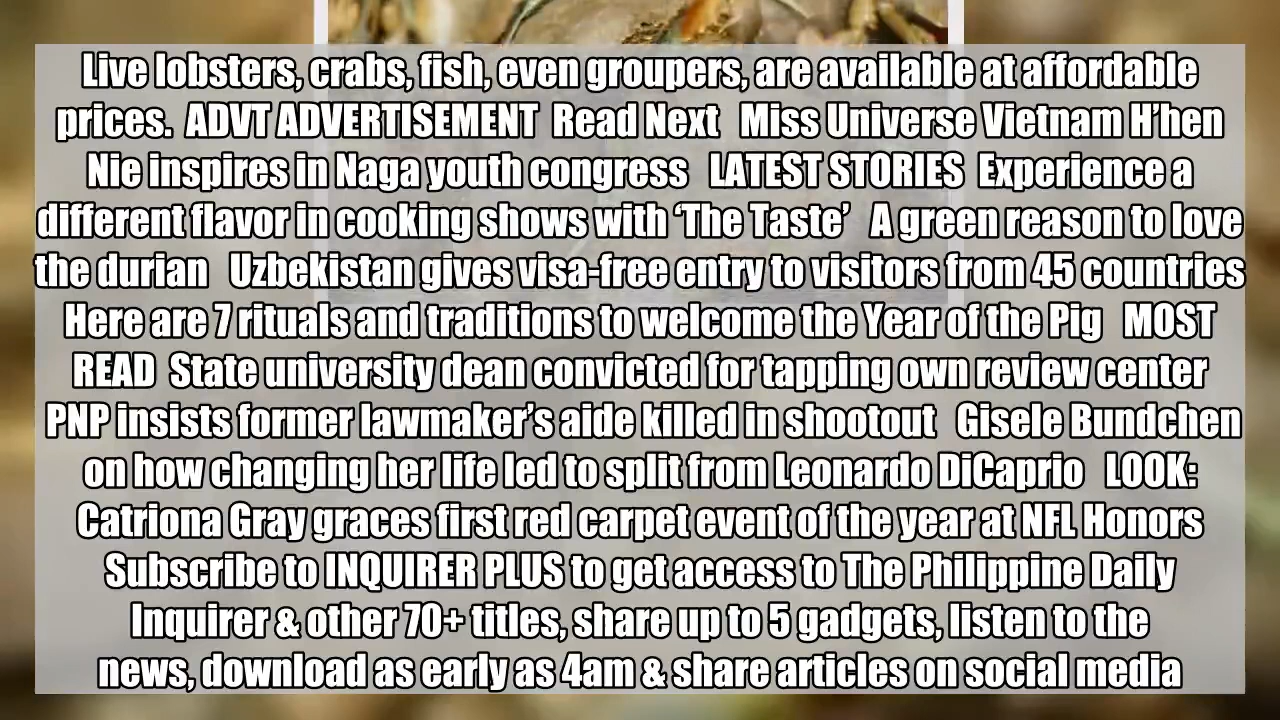 Live lobsters, crabs, fish, even groupers, are available at affordable
prices. ADVT ADVERTISEMENT Read Next Miss Universe Vietnam H’hen
Nie inspires in Naga youth congress LATEST STORIES Experience a
different flavor in cooking shows with ‘The Taste’ A green reason to love
the durian Uzbekistan gives visa-free entry to visitors from 45 countries
Here are 7 rituals and traditions to welcome the Year of the Pig MOST
READ State university dean convicted for tapping own review center
PNP insists former lawmaker’s aide killed in shootout Gisele Bundchen
on how changing her life led to split from Leonardo DiCaprio LOOK:
Catriona Gray graces first red carpet event of the year at NFL Honors
Subscribe to INQUIRER PLUS to get access to The Philippine Daily
Inquirer & other 70+ titles, share up to 5 gadgets, listen to the
news, download as early as 4am & share articles on social media